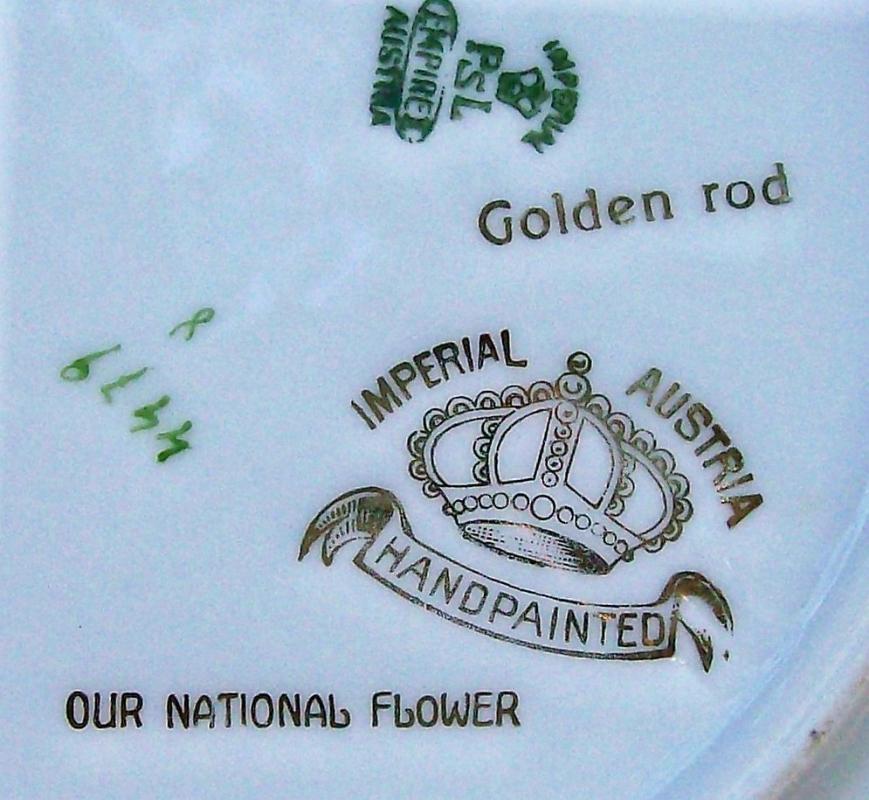 IMPERIAL
PSL
EMPIRE
AUSTRIA
Golden rod
IMPERIAL AUSTRIA
HANDPAINTED
OUR NATIONAL FLOWER